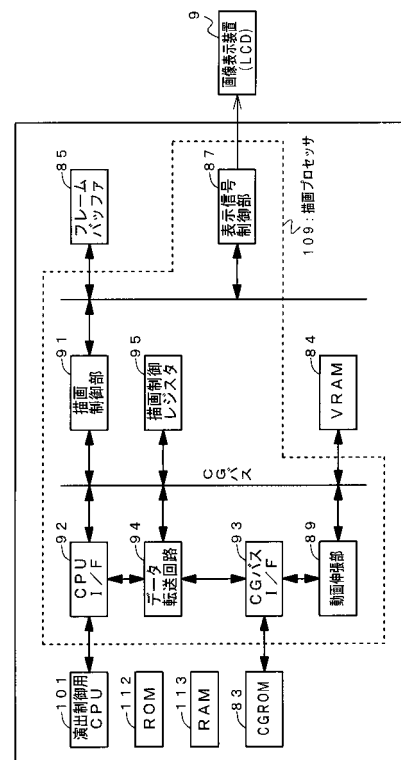 101
演出制御用
CPU
112
ROM
113
RAM
83
CGROM
92
CPU
I/F
94
データ
転送回路
93
CGバス
I/F
89
動画伸張部
CGバス
91
描画
制御部
95
描画制御
レジスタ
84
VRAM
85
フレーム
バッファ
87
表示信号
制御部
109:描画プロセッサ
9
画像表示装置
(LCD)